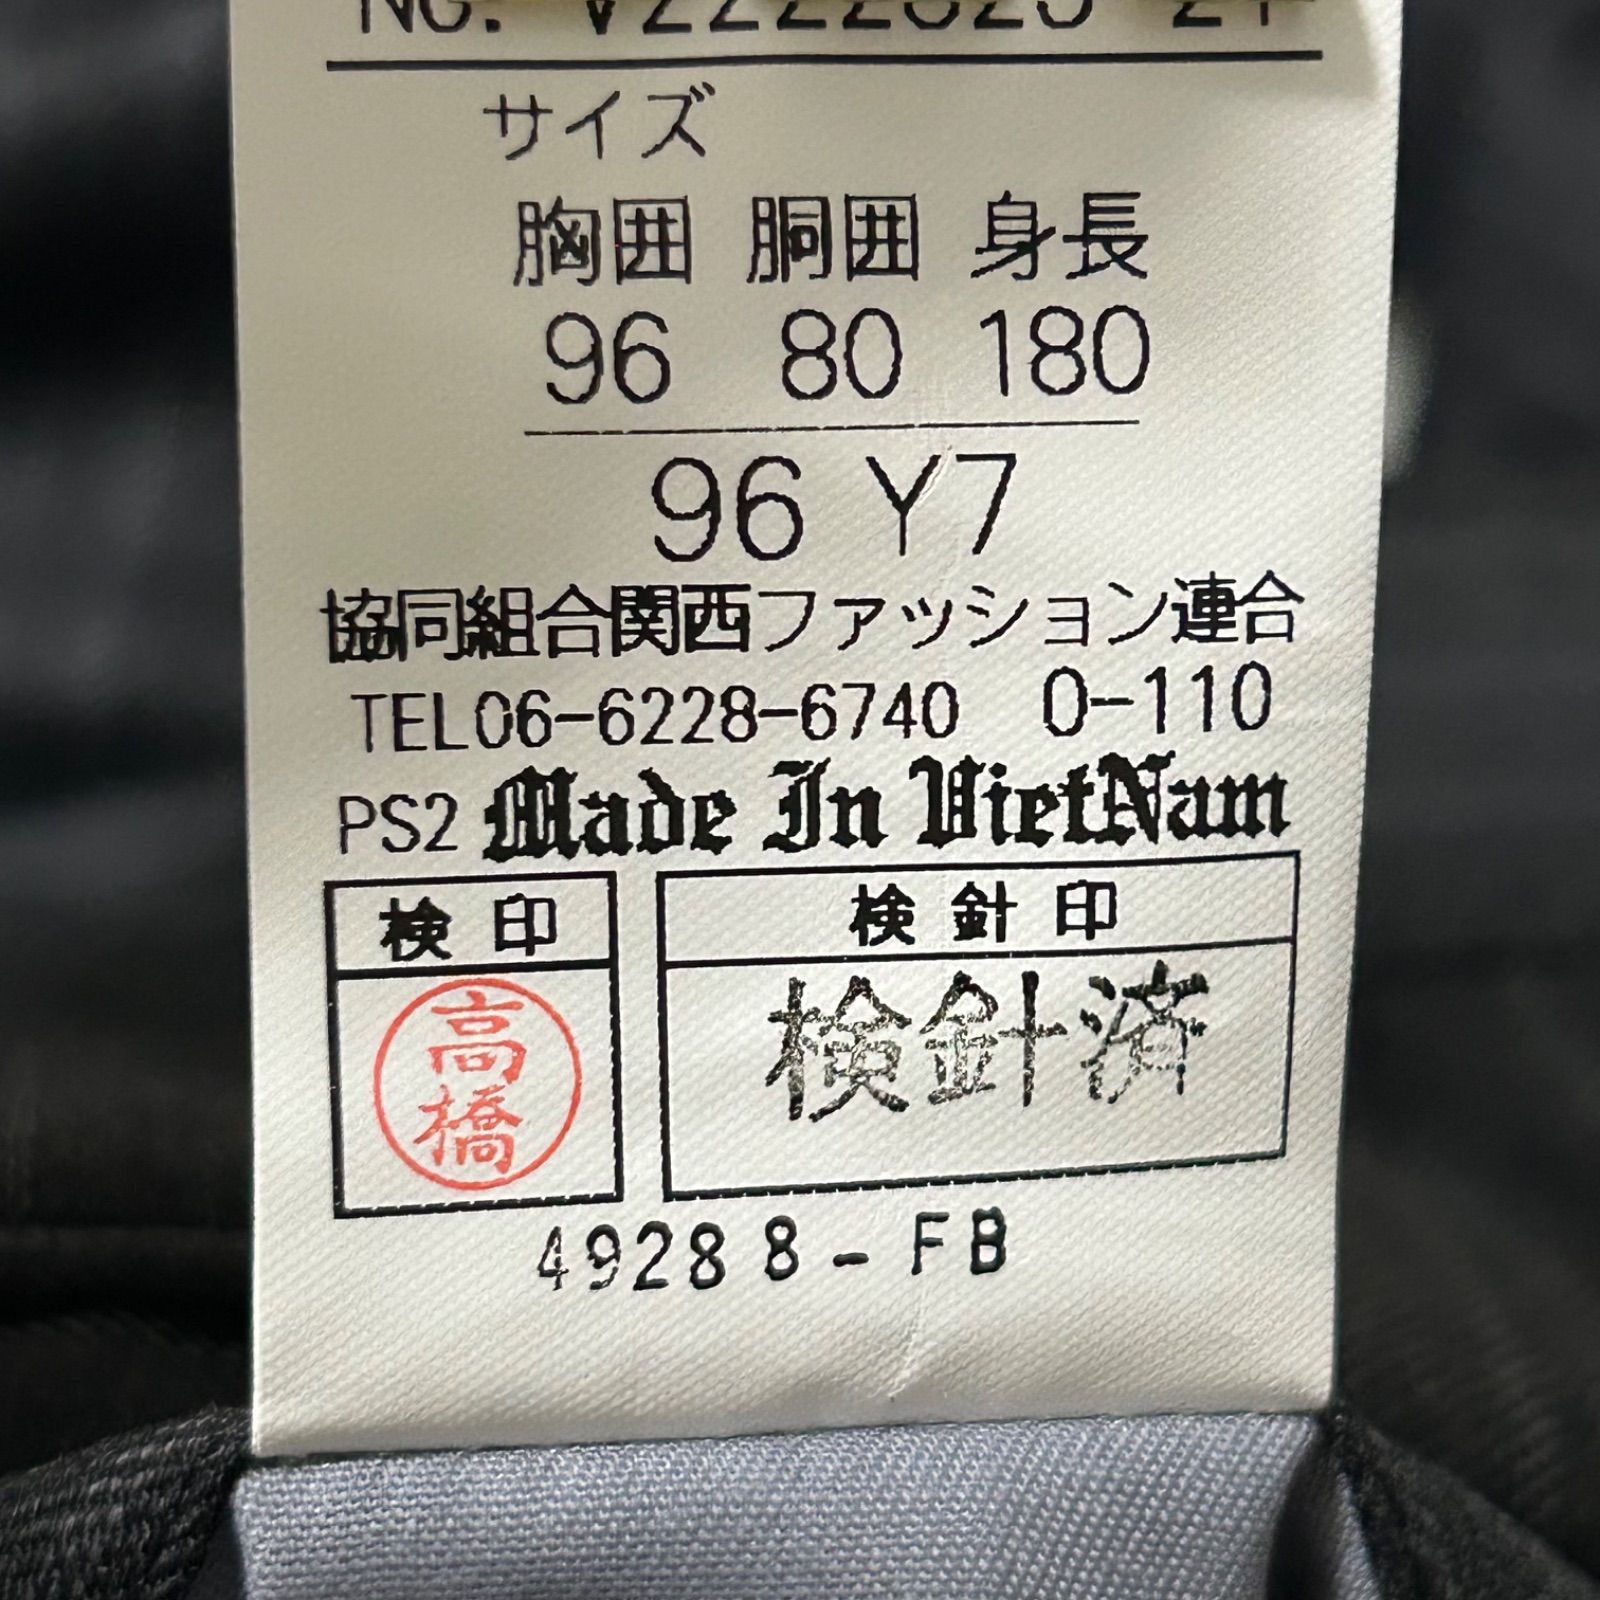 サイズ
胸囲 胴囲 身長
96 80 180
96 Y7
協同組合関西ファッション連合
TEL06-6228-6740 0-110
PS2 Made In VietNam
検印 検針印
高橋 検針済
49288-FB